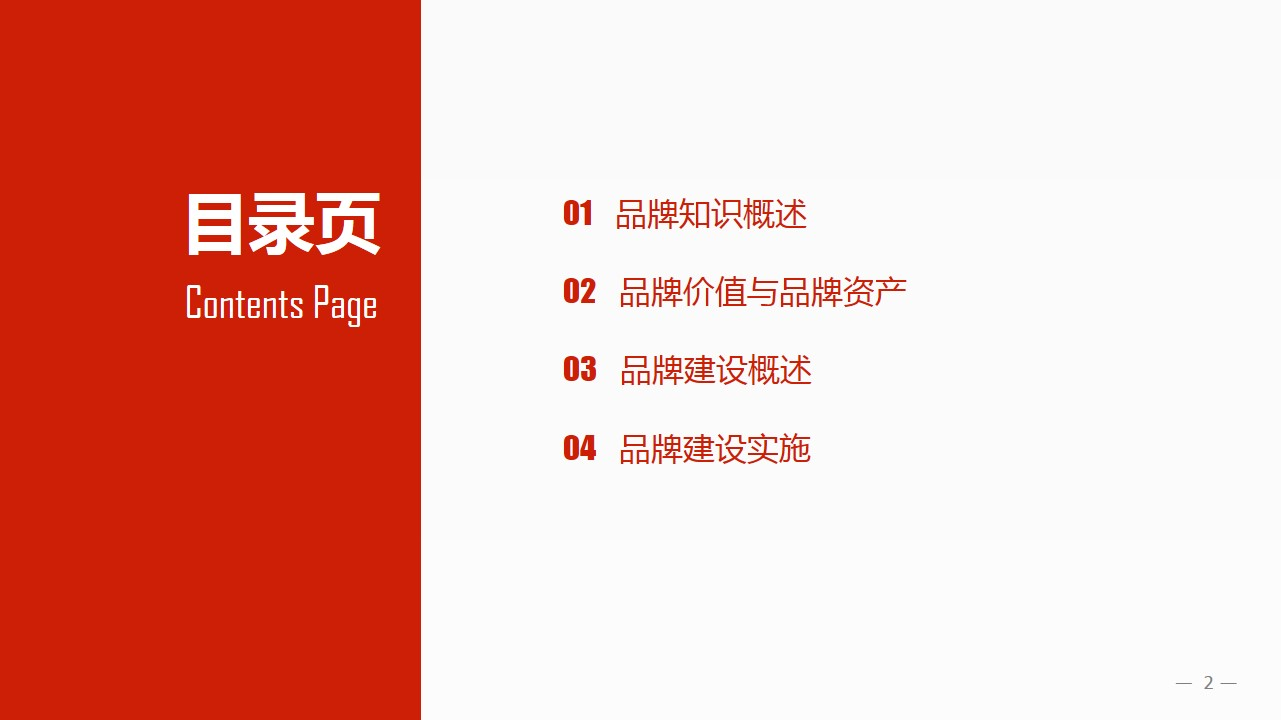 目录页
Contents Page
01 品牌知识概述
02 品牌价值与品牌资产
03 品牌建设概述
04 品牌建设实施
— 2 —